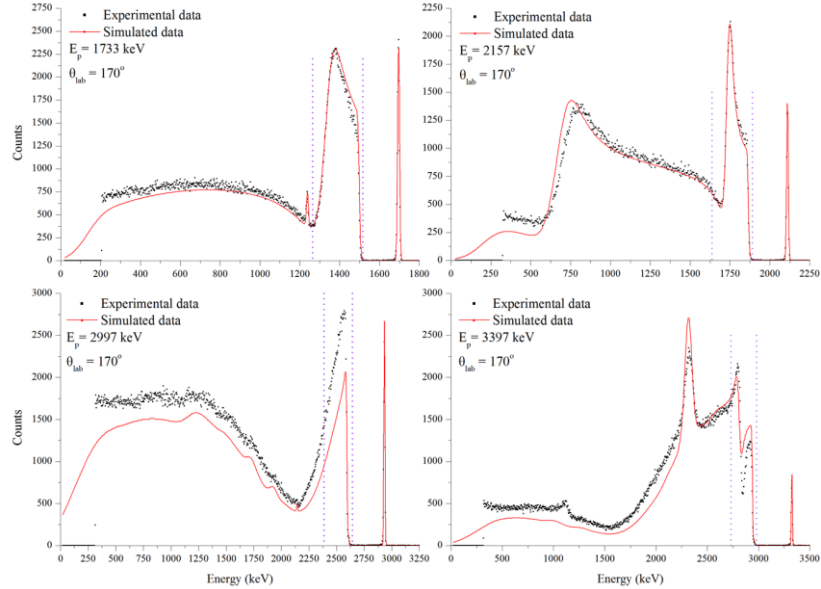 Experimental data
Simulated data
Ep= 1733 keV
θlab = 170°
Counts
2750
2500
2250
2000
1750
1500
1250
1000
750
500
250
0
0 200 400 600 800 1000 1200 1400 1600 1800
Experimental data
Simulated data
Ep= 2157 keV
θlab = 170°
2250
2000
1750
1500
1250
1000
750
500
250
0
0 250 500 750 1000 1250 1500 1750 2000 2250
Experimental data
Simulated data
Ep= 2997 keV
θlab = 170°
Counts
3000
2500
2000
1500
1000
500
0
0 250 500 750 1000 1250 1500 1750 2000 2250 2500 2750 3000 3250
Energy (keV)
Experimental data
Simulated data
Ep= 3397 keV
θlab = 170°
3000
2500
2000
1500
1000
500
0
0 500 1000 1500 2000 2500 3000 3500
Energy (keV)